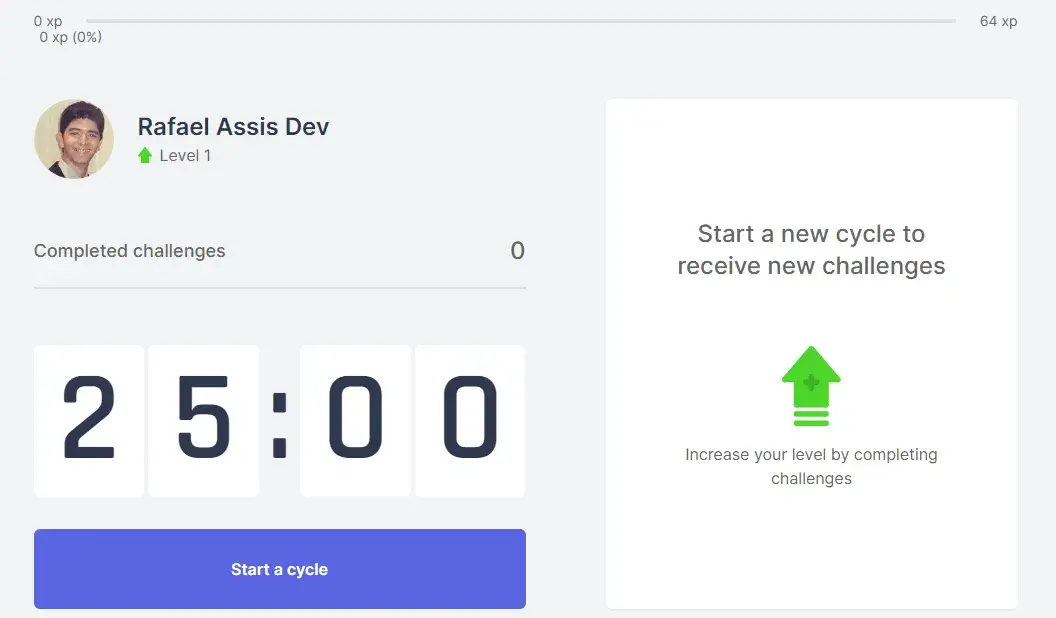 0 xp
64 xp
0 xp (0%)
Rafael Assis Dev
Level 1
Completed challenges
0
25:00
Start a cycle
Start a new cycle to
receive new challenges
Increase your level by completing
challenges